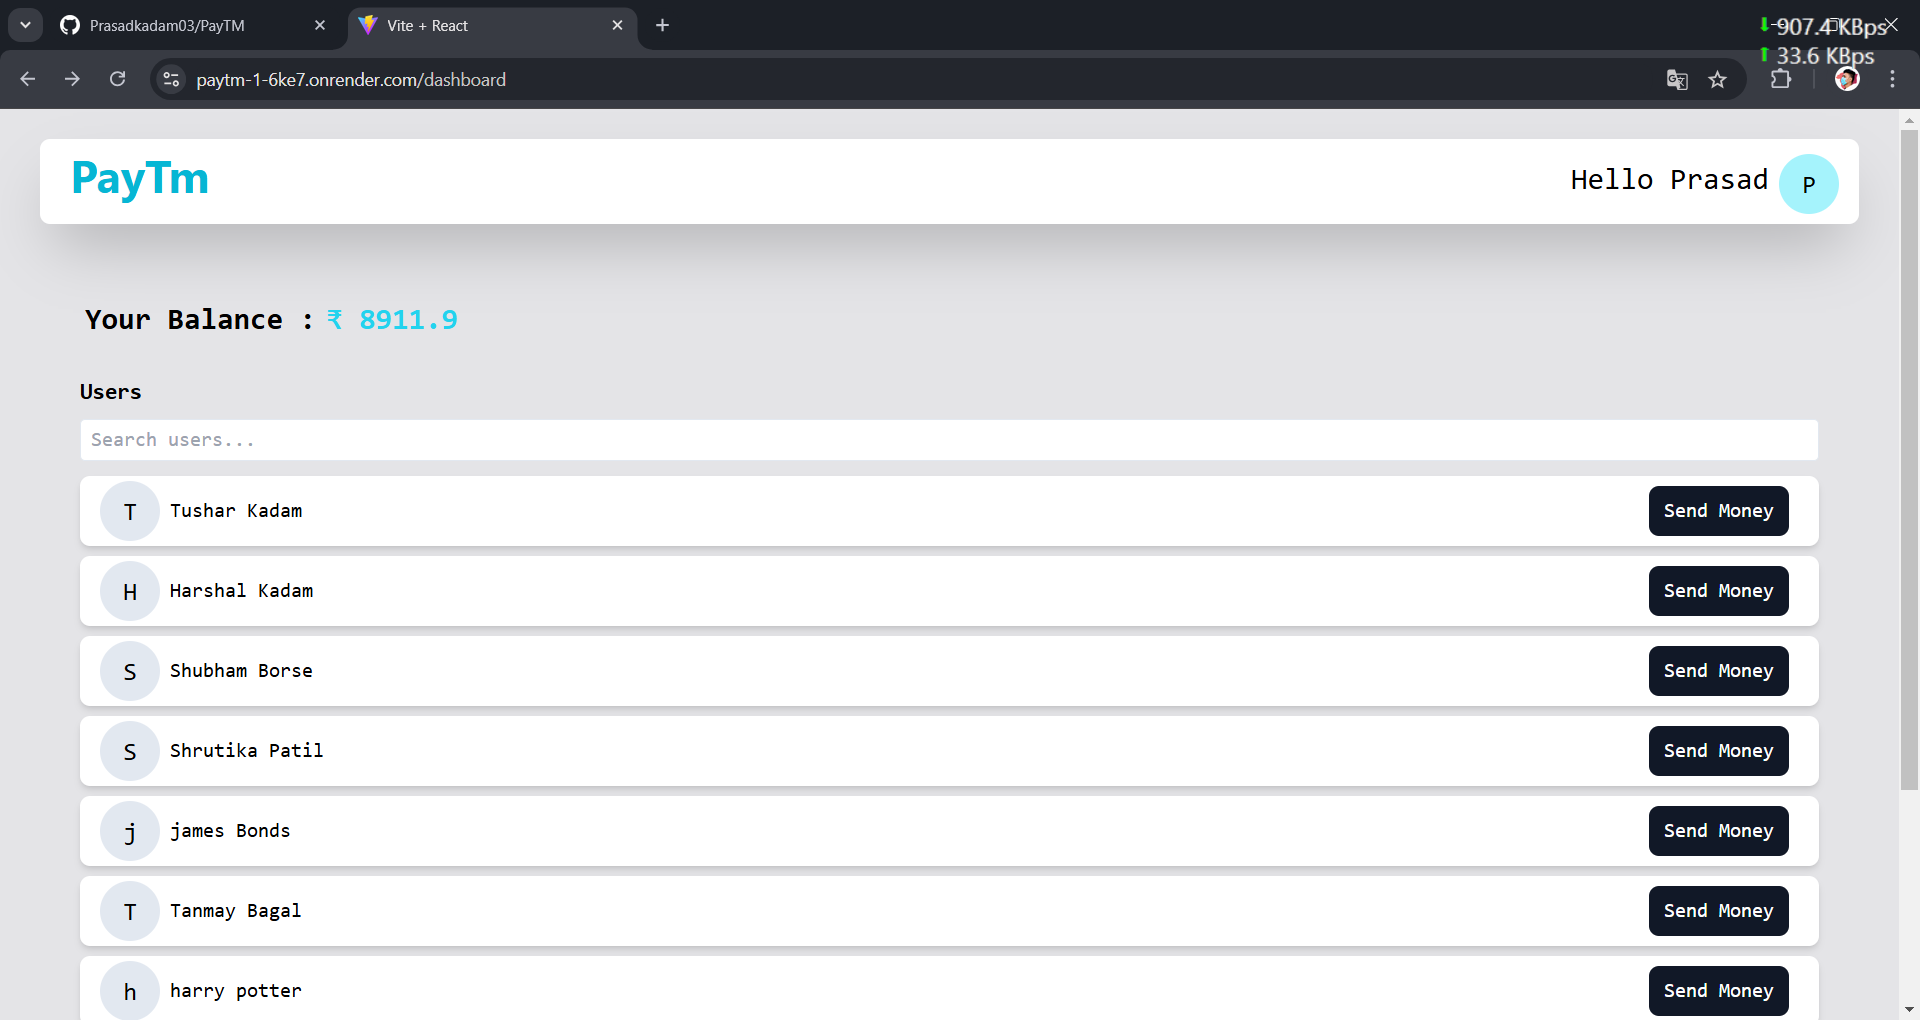 Prasadkadam03/PayTM
Vite + React
907.4 KBps
33.6 KBps
paytm-1-6ke7.onrender.com/dashboard
PayTm
Hello Prasad
P
Your Balance : ₹ 8911.9
Users
Search users...
T Tushar Kadam Send Money
H Harshal Kadam Send Money
S Shubham Borse Send Money
S Shrutika Patil Send Money
j james Bonds Send Money
T Tanmay Bagal Send Money
h harry potter Send Money